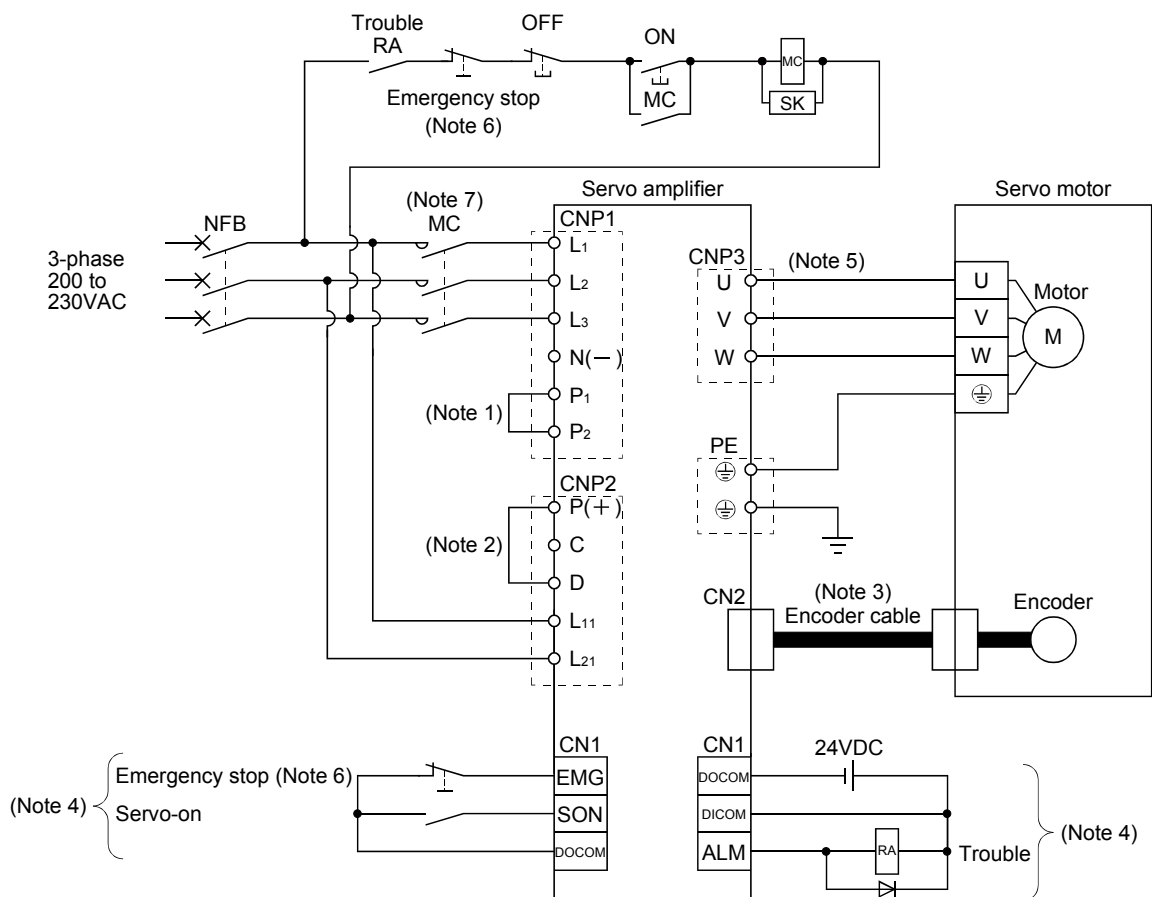 Trouble
RA
OFF
ON
MC
Emergency stop
(Note 6)
MC
SK
Servo amplifier
Servo motor
(Note 7)
MC
NFB
3-phase
200 to
230VAC
CNP1
L1
L2
L3
N(—)
P1
P2
(Note 1)
CNP2
P(+)
C
D
L11
L21
(Note 2)
CNP3
U
V
W
(Note 5)
U
V
W
Motor
M
PE
CN2
(Note 3)
Encoder cable
Encoder
CN1
EMG
SON
DOCOM
(Note 4)
Emergency stop (Note 6)
Servo-on
CN1
DOCOM
DICOM
ALM
24VDC
RA
Trouble
(Note 4)